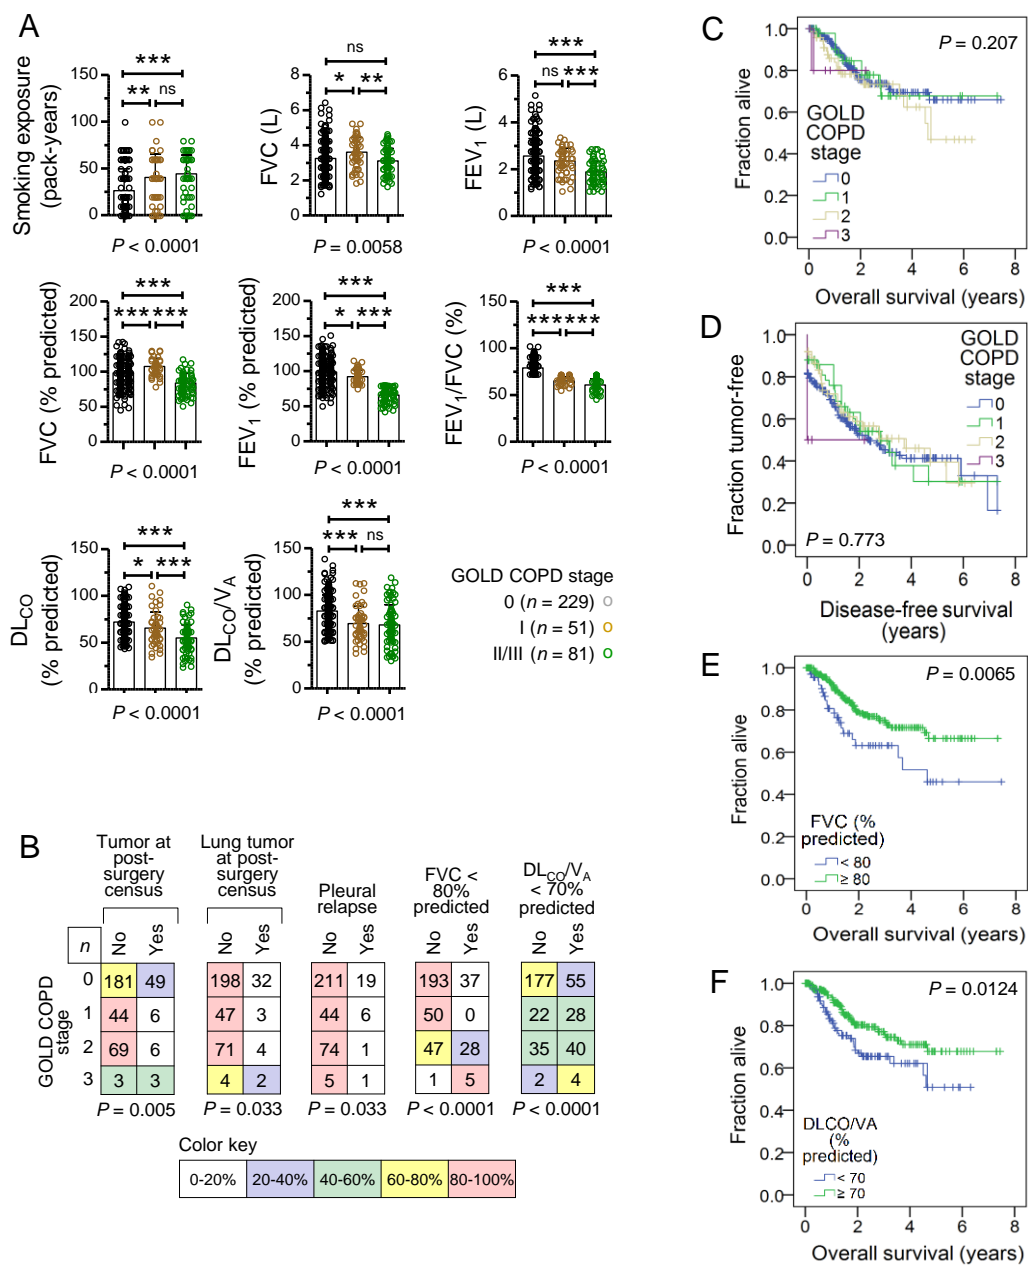 A
Smoking exposure
(pack-years)
150
100
50
0
***
**
ns
P < 0.0001
FVC (L)
8
6
4
2
0
ns
*
**
P = 0.0058
FEV1 (L)
6
4
2
0
***
ns
***
P < 0.0001
FVC (% predicted)
200
150
100
50
0
***
***
***
P < 0.0001
FEV1 (% predicted)
200
150
100
50
0
***
*
***
P < 0.0001
FEV1/FVC (%)
150
100
50
0
***
***
***
P < 0.0001
DLCO
(% predicted)
150
100
50
0
***
*
***
P < 0.0001
DLCO/VA
(% predicted)
150
100
50
0
***
***
ns
P < 0.0001
GOLD COPD stage
0 (n = 229)
I (n = 51)
II/III (n = 81)
B
Tumor at
post-
surgery
census
Lung tumor
at post-
surgery
census
Pleural
relapse
FVC <
80%
predicted
DLCO/VA
< 70%
predicted
n
No Yes No Yes No Yes No Yes No Yes
GOLD COPD
stage
0 181 49 198 32 211 19 193 37 177 55
1 44 6 47 3 44 6 50 0 22 28
2 69 6 71 4 74 1 47 28 35 40
3 3 3 4 2 5 1 1 5 2 4
P = 0.005 P = 0.033 P = 0.033 P < 0.0001 P < 0.0001
Color key
0-20% 20-40% 40-60% 60-80% 80-100%
C
P = 0.207
Fraction alive
1.0
0.8
0.6
0.4
0.2
0.0
GOLD
COPD
stage
0
1
2
3
0 2 4 6 8
Overall survival (years)
D
Fraction tumor-free
1.0
0.8
0.6
0.4
0.2
0.0
GOLD
COPD
stage
0
1
2
3
P = 0.773
0 2 4 6 8
Disease-free survival
(years)
E
P = 0.0065
Fraction alive
1.0
0.8
0.6
0.4
0.2
0.0
FVC (%
predicted)
< 80
≥ 80
0 2 4 6 8
Overall survival (years)
F
P = 0.0124
Fraction alive
1.0
0.8
0.6
0.4
0.2
0.0
DLCO/VA
(%
predicted)
< 70
≥ 70
0 2 4 6 8
Overall survival (years)